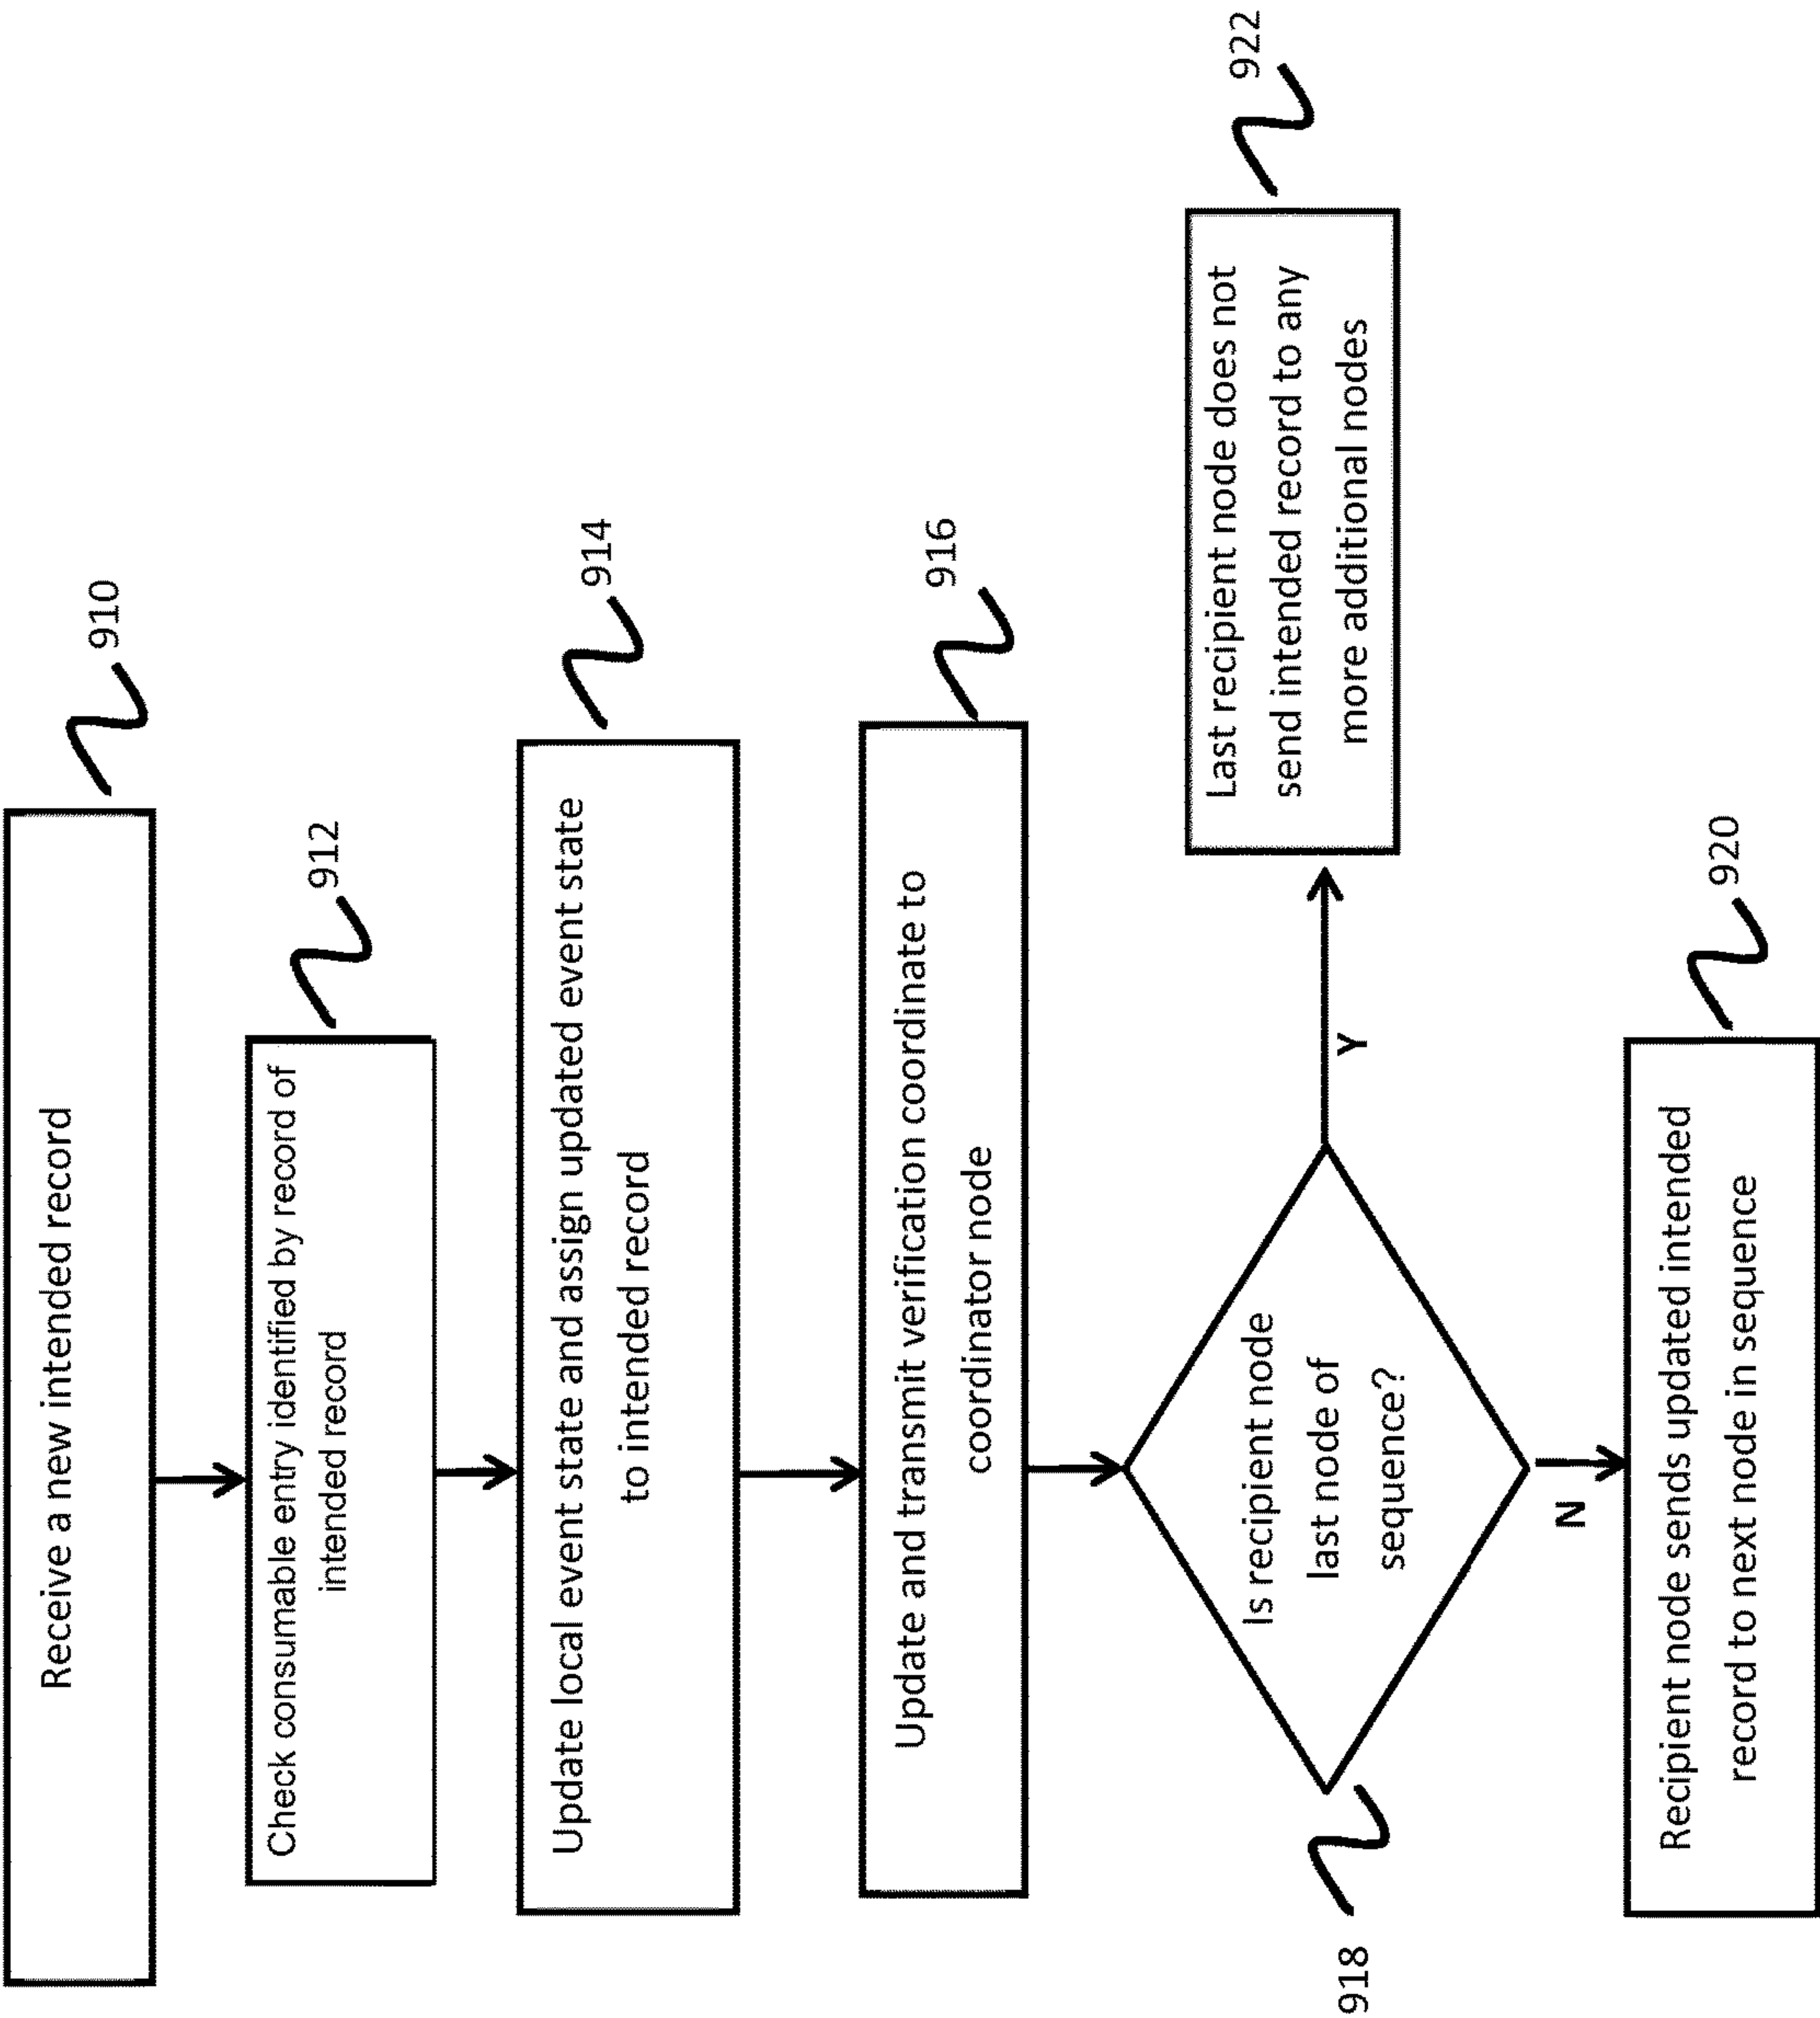 Receive a new intended record
910
Check consumable entry identified by record of
intended record
912
Update local event state and assign updated event state
to intended record
914
Update and transmit verification coordinate to
coordinator node
916
Is recipient node
last node of
sequence?
918
Y
Last recipient node does not
send intended record to any
more additional nodes
922
N
Recipient node sends updated intended
record to next node in sequence
920